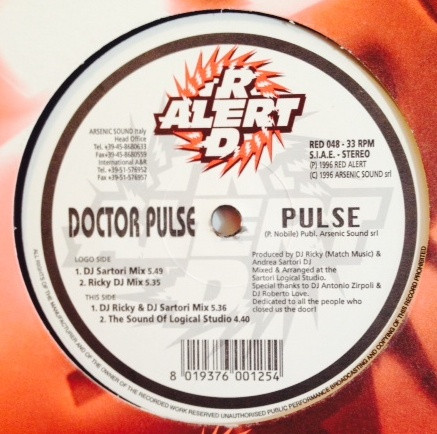 RED
ALERT
ARSENIC SOUND Italy
Head Office
Tel. +39-45-8680631
Fax+39-45-8680559
International A&R
Tel. +39-51-576952
Fax +39-51-576957
RED 048 - 33 RPM
S.I.A.E. - STEREO
(P) 1996 RED ALERT
(C) 1996 ARSENIC SOUND srl
DOCTOR PULSE
PULSE
(P. Nobile) Publ. Arsenic Sound srl
LOGO SIDE
1. DJ Sartori Mix 5.49
2. Ricky DJ Mix 5.35
THIS SIDE
1. DJ Ricky & DJ Sartori Mix 5.36
2. The Sound Of Logical Studio 4.40
Produced by DJ Ricky (Match Music) &
Andrea Sartori DJ
Mixed & Arranged at the
Sartori Logical Studio.
Special thanks to DJ Antonio Zirpoli &
DJ Roberto Love.
Dedicated to all the people who
closed us the door!
8 019376 001254
ALL RIGHTS OF THE MANUFACTURER AND OF THE OWNER OF THE RECORDED WORK RESERVED UNAUTHORISED PUBLIC PERFORMANCE BROADCASTING AND COPYING OF THIS RECORD PROHIBITED